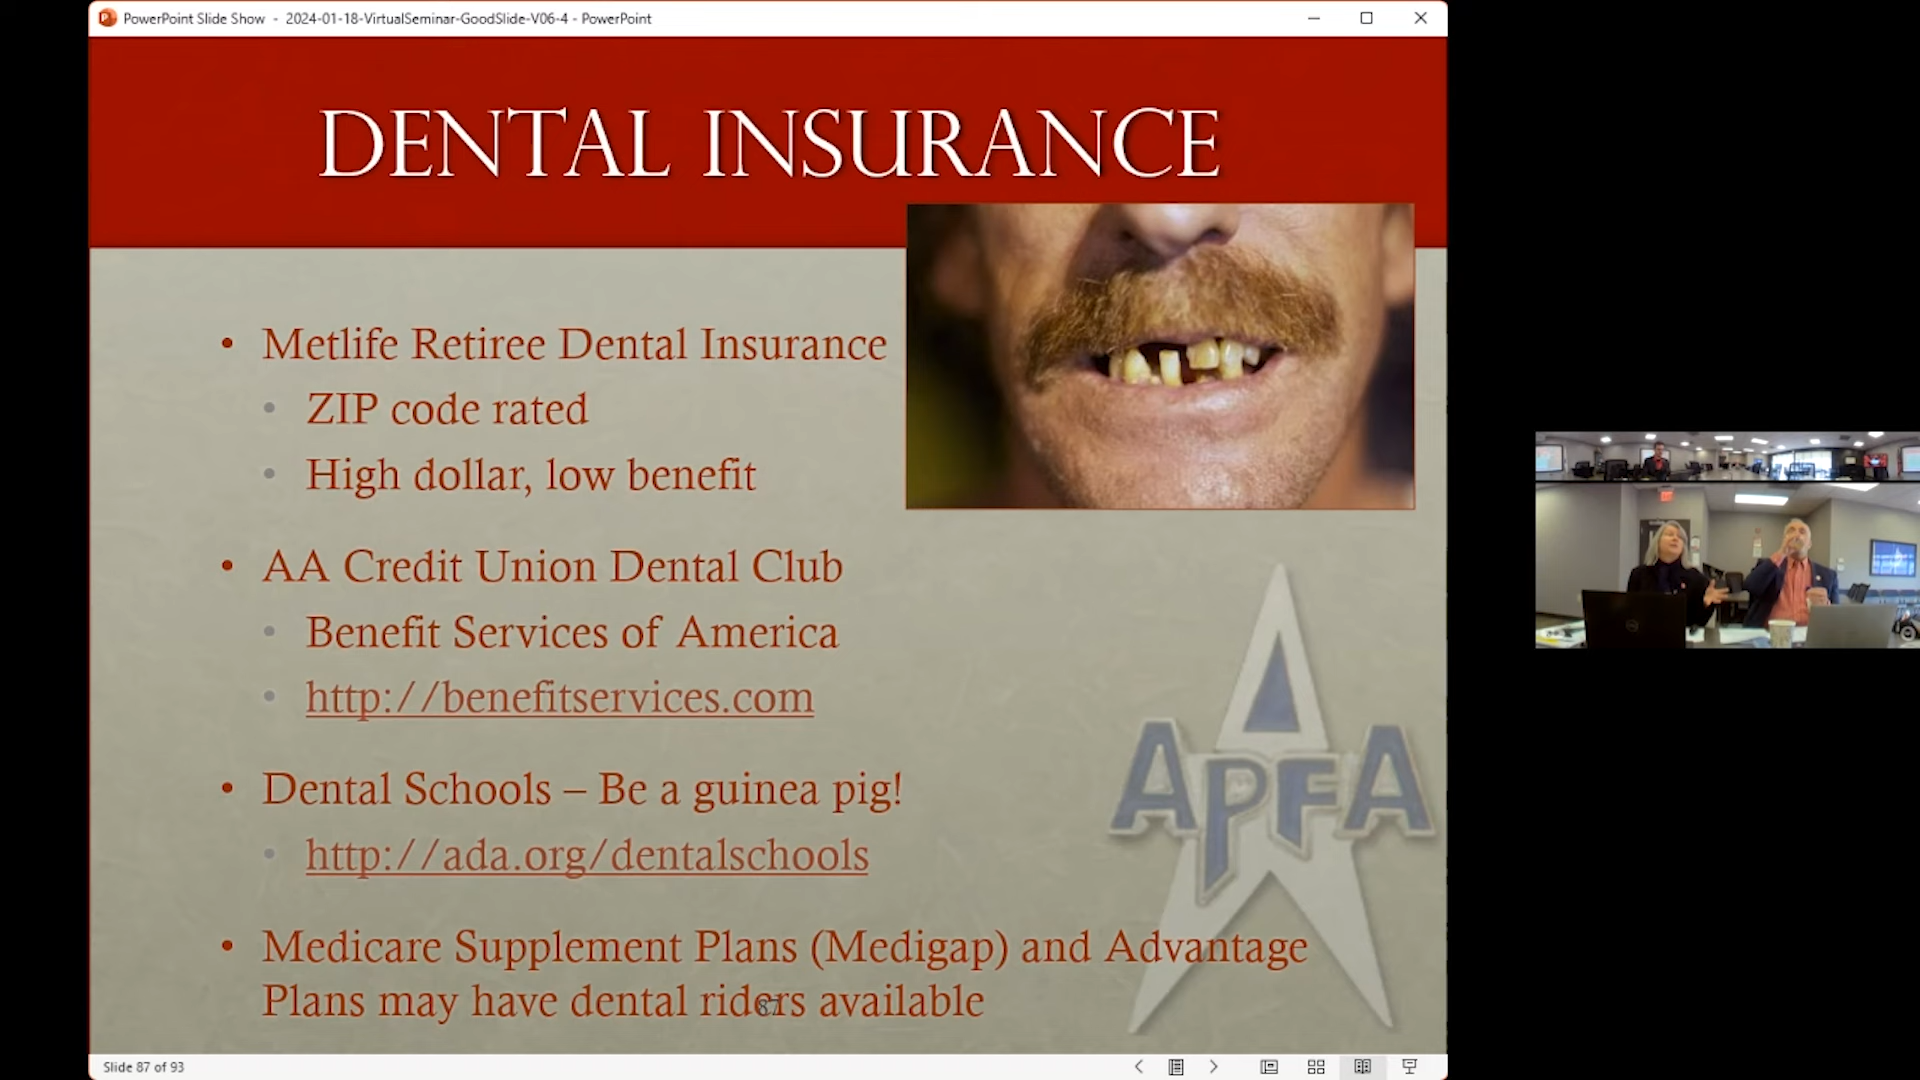 PowerPoint Slide Show - 2024-01-18-VirtualSeminar-GoodSlide-V06-4 - PowerPoint
DENTAL INSURANCE
• Metlife Retiree Dental Insurance
• ZIP code rated
• High dollar, low benefit
• AA Credit Union Dental Club
• Benefit Services of America
• http://benefitservices.com
• Dental Schools – Be a guinea pig!
• http://ada.org/dentalschools
• Medicare Supplement Plans (Medigap) and Advantage
Plans may have dental riders available
87
APFA
Slide 87 of 93